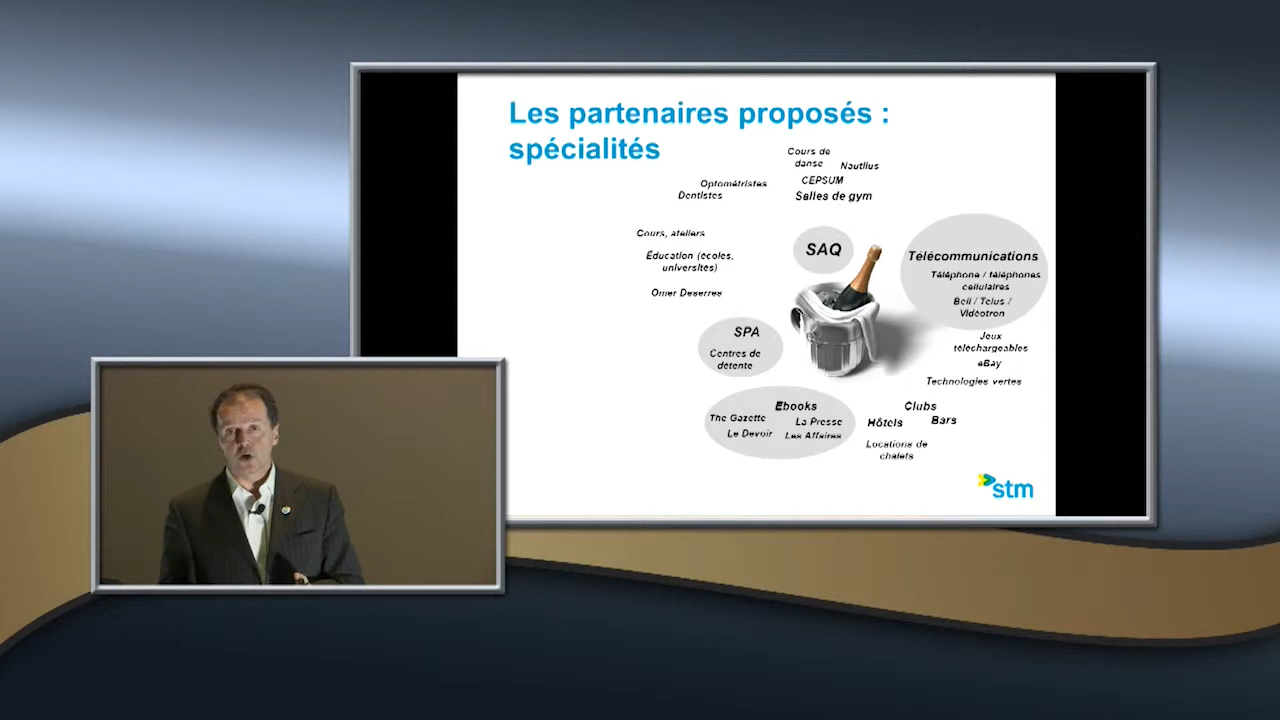 Les partenaires proposés :
spécialités
Cours de
danse
Nautilus
CEPSUM
Salles de gym
Optométristes
Dentistes
Cours, ateliers
Éducation (écoles,
universités)
Omer Deserres
SAQ
Télécommunications
Téléphone / téléphones
cellulaires
Bell / Telus /
Vidéotron
SPA
Centres de
détente
Jeux
téléchargeables
eBay
Technologies vertes
Ebooks
The Gazette
La Presse
Le Devoir
Les Affaires
Clubs
Hôtels
Bars
Locations de
chalets
stm